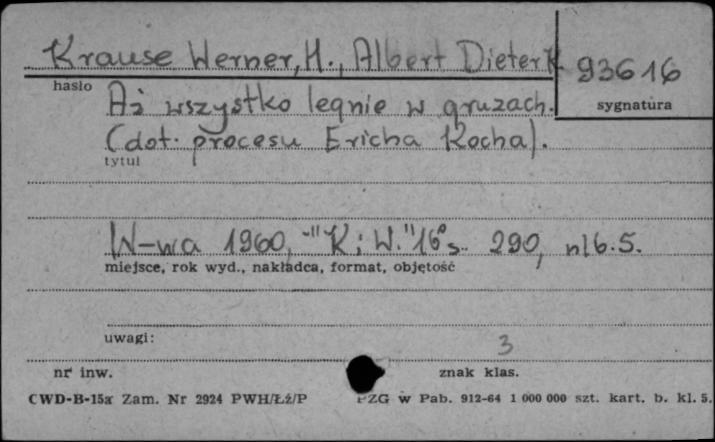 Krause Werner, H., Albert Dieter K
93616
hasło
sygnatura
Aż wszystko legnie w gruzach.
(dot. procesu Ericha Kocha).
tytuł
W-wa 1960, "K i W." 16° s. 290, nlb. 5.
miejsce, rok wyd., nakładca, format, objętość
uwagi:
3
nr inw.
znak klas.
CWD-B-15a Zam. Nr 2924 PWH/Łź/P
PZG w Pab. 912-64 1 000 000 szt. kart. b. kl. 5.